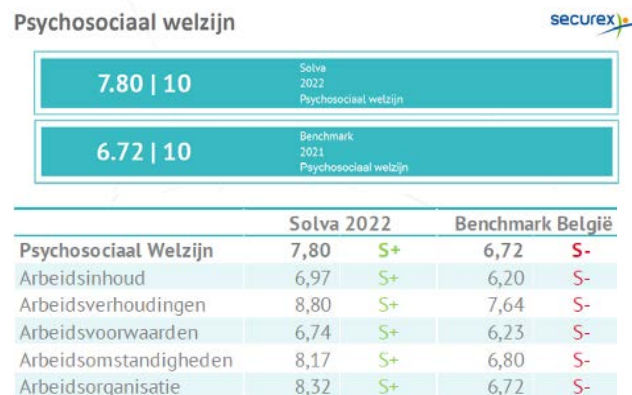 Psychosociaal welzijn
securex
7.80 | 10
Solva
2022
Psychosociaal welzijn
6.72 | 10
Benchmark
2021
Psychosociaal welzijn
Solva 2022 Benchmark België
Psychosociaal Welzijn 7,80 S+ 6,72 S-
Arbeidsinhoud 6,97 S+ 6,20 S-
Arbeidsverhoudingen 8,80 S+ 7,64 S-
Arbeidsvoorwaarden 6,74 S+ 6,23 S-
Arbeidsomstandigheden 8,17 S+ 6,80 S-
Arbeidsorganisatie 8,32 S+ 6,72 S-